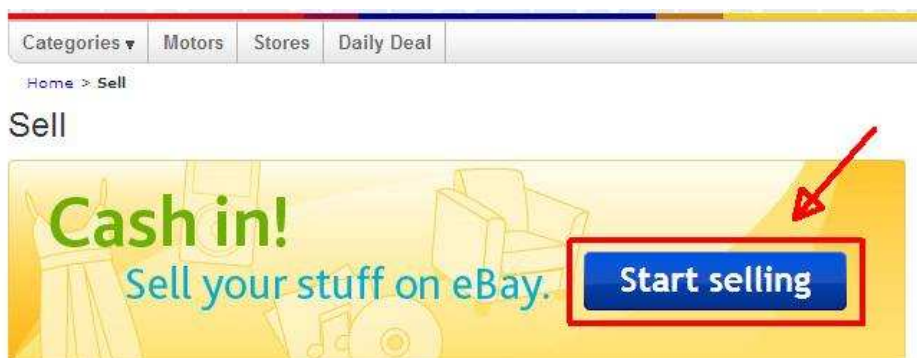 Categories ▾ Motors Stores Daily Deal
Home > Sell
Sell
Cash in!
Sell your stuff on eBay.
Start selling